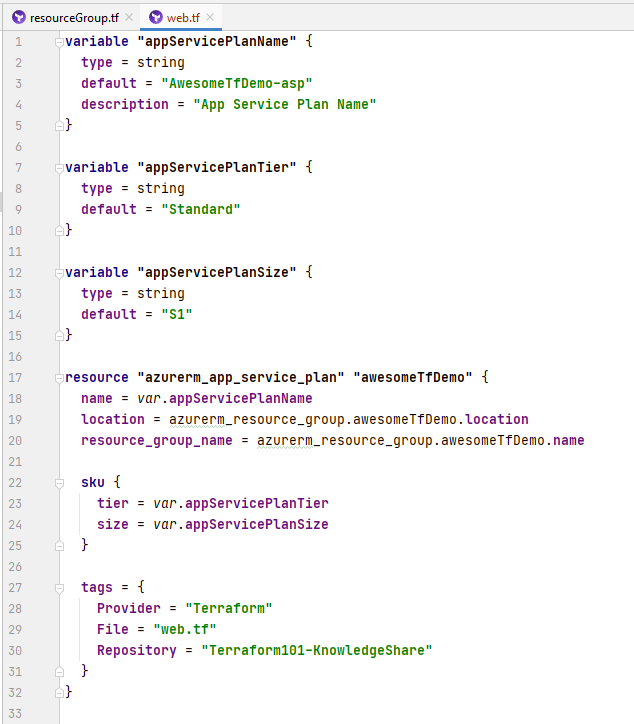 resourceGroup.tf web.tf
1 variable "appServicePlanName" {
2   type = string
3   default = "AwesomeTfDemo-asp"
4   description = "App Service Plan Name"
5 }
6
7 variable "appServicePlanTier" {
8   type = string
9   default = "Standard"
10 }
11
12 variable "appServicePlanSize" {
13   type = string
14   default = "S1"
15 }
16
17 resource "azurerm_app_service_plan" "awesomeTfDemo" {
18   name = var.appServicePlanName
19   location = azurerm_resource_group.awesomeTfDemo.location
20   resource_group_name = azurerm_resource_group.awesomeTfDemo.name
21
22   sku {
23     tier = var.appServicePlanTier
24     size = var.appServicePlanSize
25   }
26
27   tags = {
28     Provider = "Terraform"
29     File = "web.tf"
30     Repository = "Terraform101-KnowledgeShare"
31   }
32 }
33